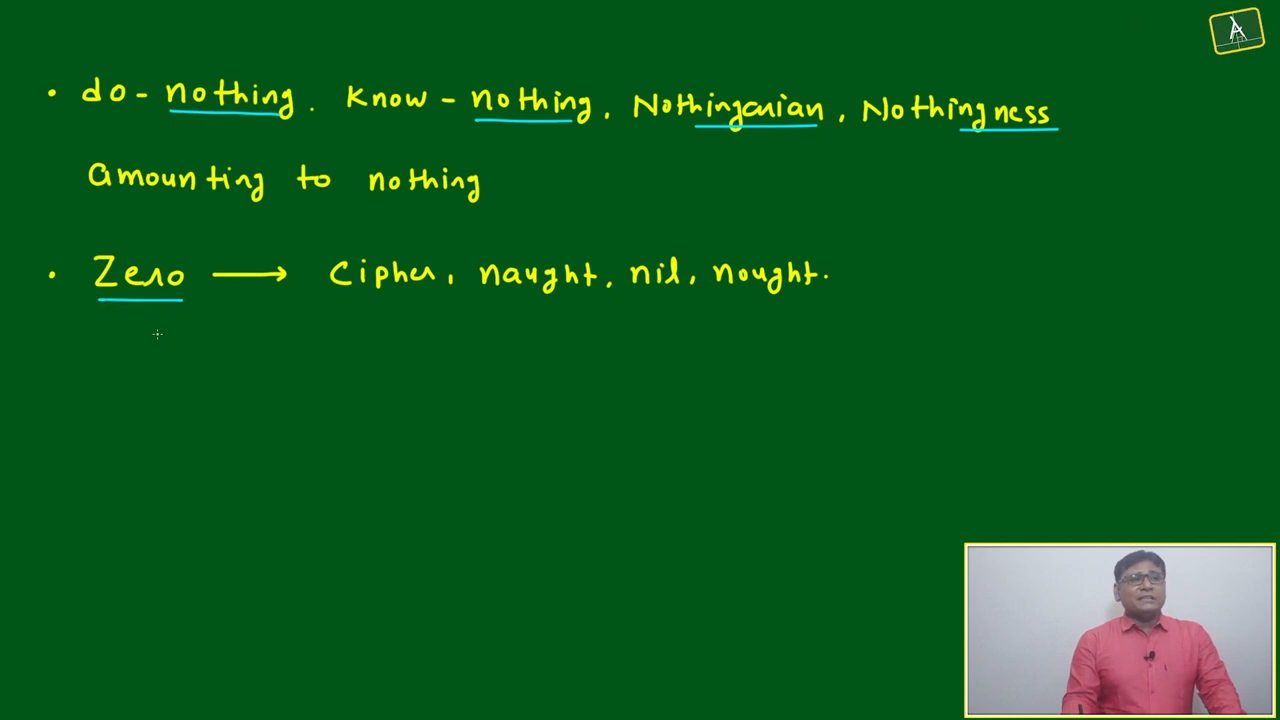 • do-nothing. Know-nothing, Nothingarian, Nothingness
amounting to nothing
• Zero → Cipher, naught, nil, nought.